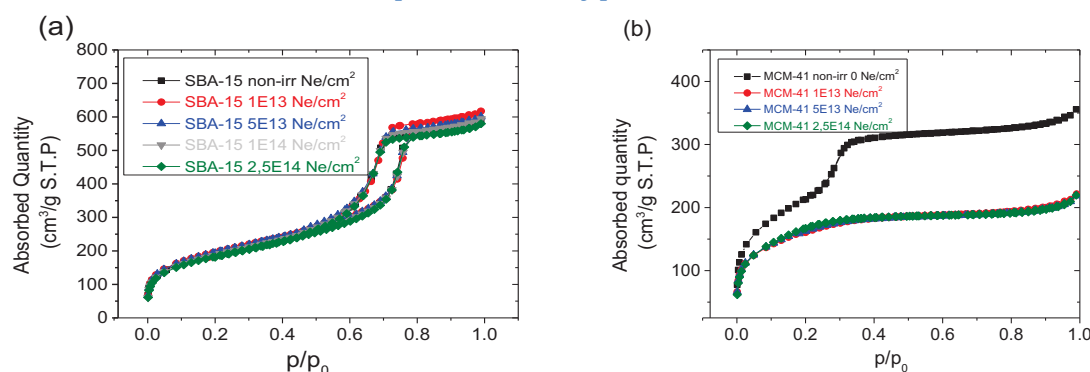 (a)
800
700
600
500
400
300
200
100
0
0.0 0.2 0.4 0.6 0.8 1.0
p/p₀
Absorbed Quantity
(cm³/g S.T.P)
SBA-15 non-irr Ne/cm²
SBA-15 1E13 Ne/cm²
SBA-15 5E13 Ne/cm²
SBA-15 1E14 Ne/cm²
SBA-15 2,5E14 Ne/cm²
(b)
400
300
200
100
0.0 0.2 0.4 0.6 0.8 1.0
p/p₀
Absorbed quantity
(cm³/g S.T.P)
MCM-41 non-irr 0 Ne/cm²
MCM-41 1E13 Ne/cm²
MCM-41 5E13 Ne/cm²
MCM-41 2,5E14 Ne/cm²